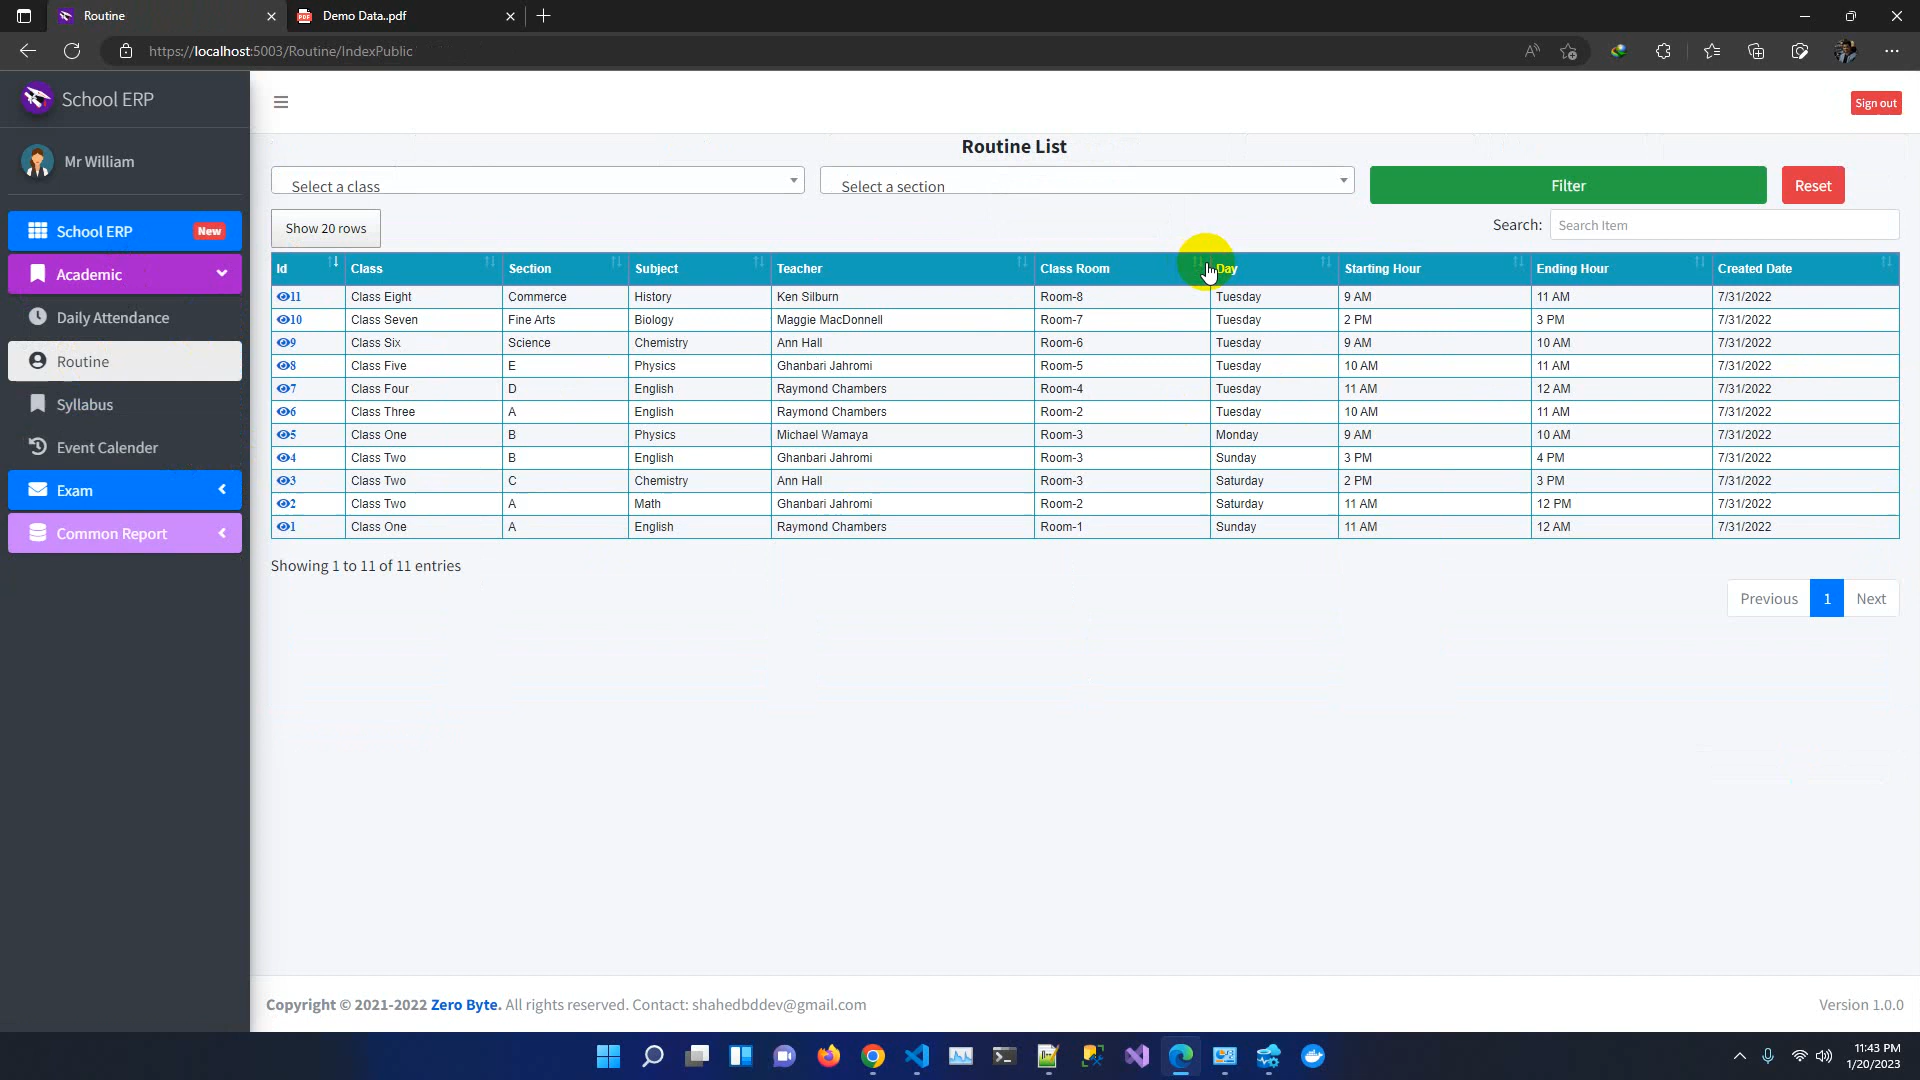 Routine
Demo Data..pdf
https://localhost:5003/Routine/IndexPublic
School ERP
Sign out
Mr William
School ERP New
Academic
Daily Attendance
Routine
Syllabus
Event Calender
Exam
Common Report
Routine List
Select a class
Select a section
Filter
Reset
Show 20 rows
Search: Search Item
Id Class Section Subject Teacher Class Room Day Starting Hour Ending Hour Created Date
11 Class Eight Commerce History Ken Silburn Room-8 Tuesday 9 AM 11 AM 7/31/2022
10 Class Seven Fine Arts Biology Maggie MacDonnell Room-7 Tuesday 2 PM 3 PM 7/31/2022
9 Class Six Science Chemistry Ann Hall Room-6 Tuesday 9 AM 10 AM 7/31/2022
8 Class Five E Physics Ghanbari Jahromi Room-5 Tuesday 10 AM 11 AM 7/31/2022
7 Class Four D English Raymond Chambers Room-4 Tuesday 11 AM 12 AM 7/31/2022
6 Class Three A English Raymond Chambers Room-2 Tuesday 10 AM 11 AM 7/31/2022
5 Class One B Physics Michael Wamaya Room-3 Monday 9 AM 10 AM 7/31/2022
4 Class Two B English Ghanbari Jahromi Room-3 Sunday 3 PM 4 PM 7/31/2022
3 Class Two C Chemistry Ann Hall Room-3 Saturday 2 PM 3 PM 7/31/2022
2 Class Two A Math Ghanbari Jahromi Room-2 Saturday 11 AM 12 PM 7/31/2022
1 Class One A English Raymond Chambers Room-1 Sunday 11 AM 12 AM 7/31/2022
Showing 1 to 11 of 11 entries
Previous 1 Next
Copyright © 2021-2022 Zero Byte. All rights reserved. Contact: shahedbddev@gmail.com
Version 1.0.0
11:43 PM
1/20/2023